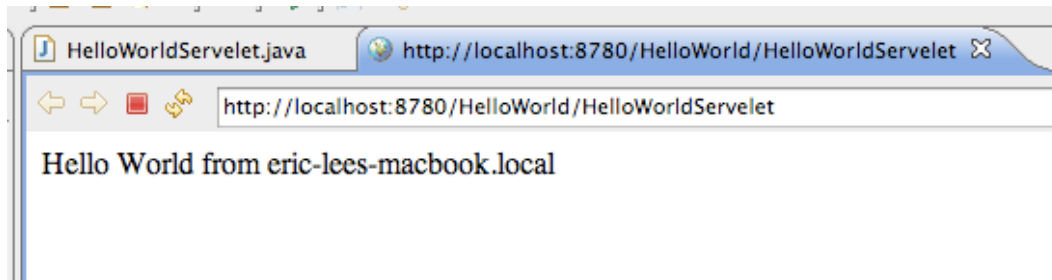 HelloWorldServelet.java
http://localhost:8780/HelloWorld/HelloWorldServelet
http://localhost:8780/HelloWorld/HelloWorldServelet
Hello World from eric-lees-macbook.local